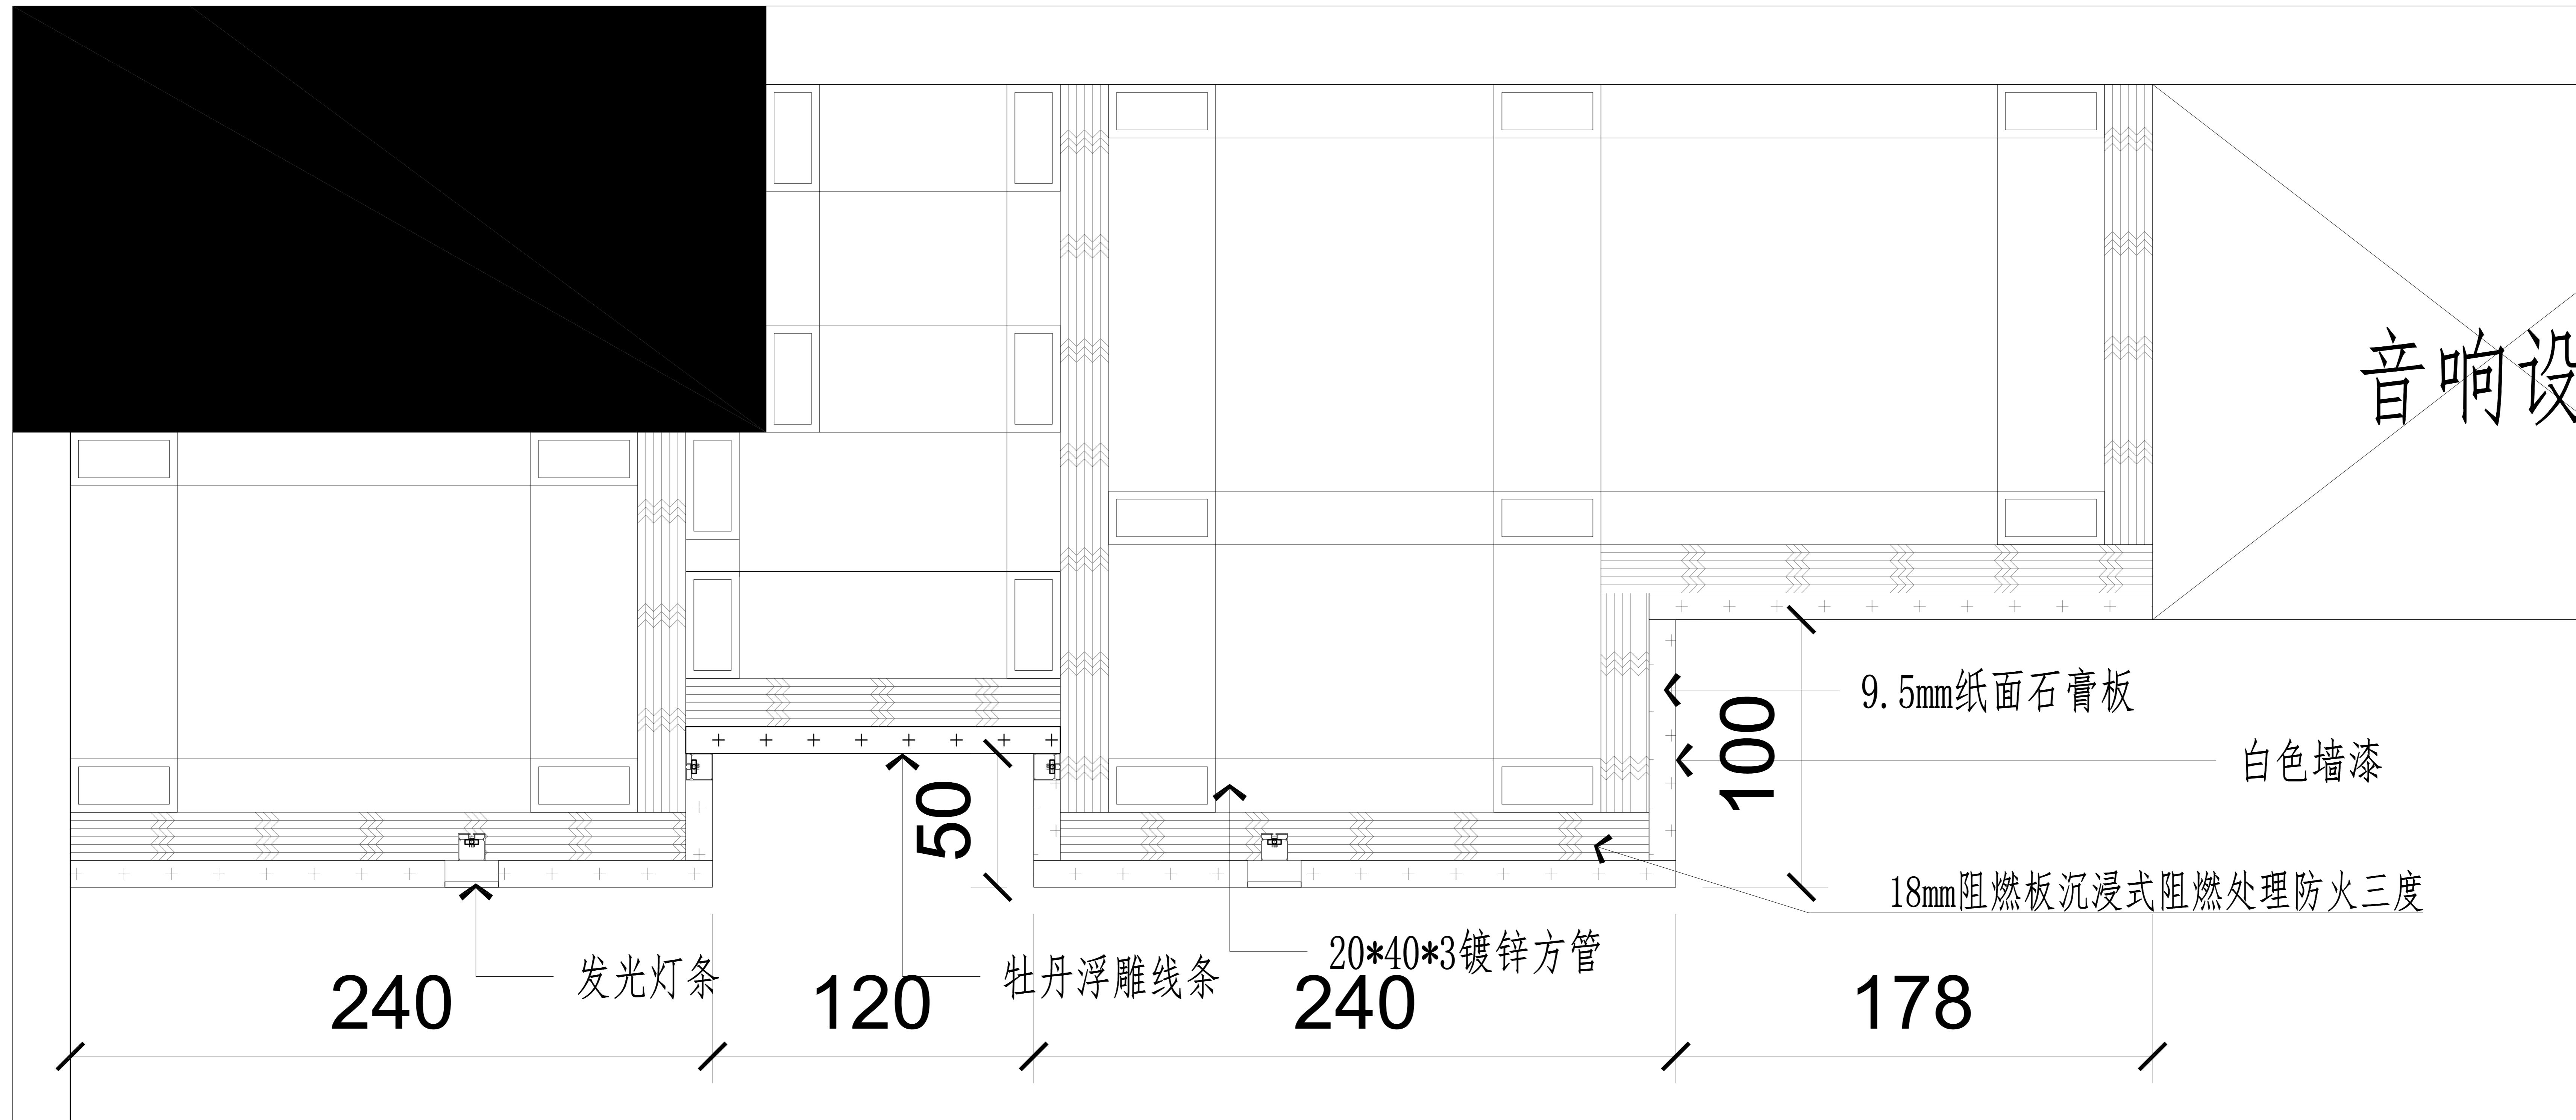 音响设
9.5mm纸面石膏板
白色墙漆
100
50
18mm阻燃板沉浸式阻燃处理防火三度
20*40*3镀锌方管
发光灯条
牡丹浮雕线条
240
120
240
178